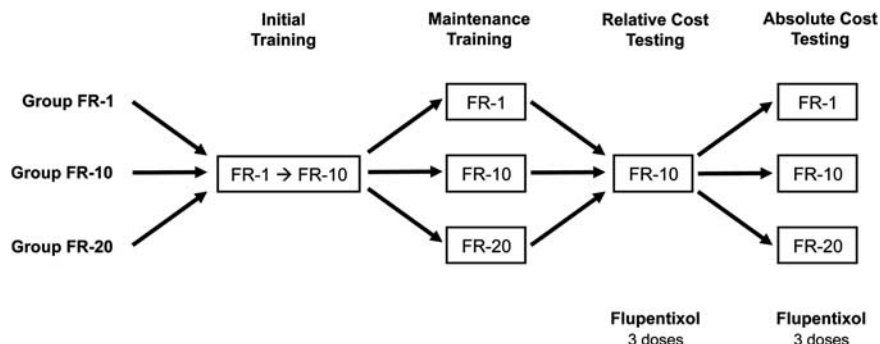 Initial
Training
Maintenance
Training
Relative Cost
Testing
Absolute Cost
Testing
Group FR-1
Group FR-10
Group FR-20
FR-1 → FR-10
FR-1
FR-10
FR-20
FR-10
FR-1
FR-10
FR-20
Flupentixol
3 doses
Flupentixol
3 doses